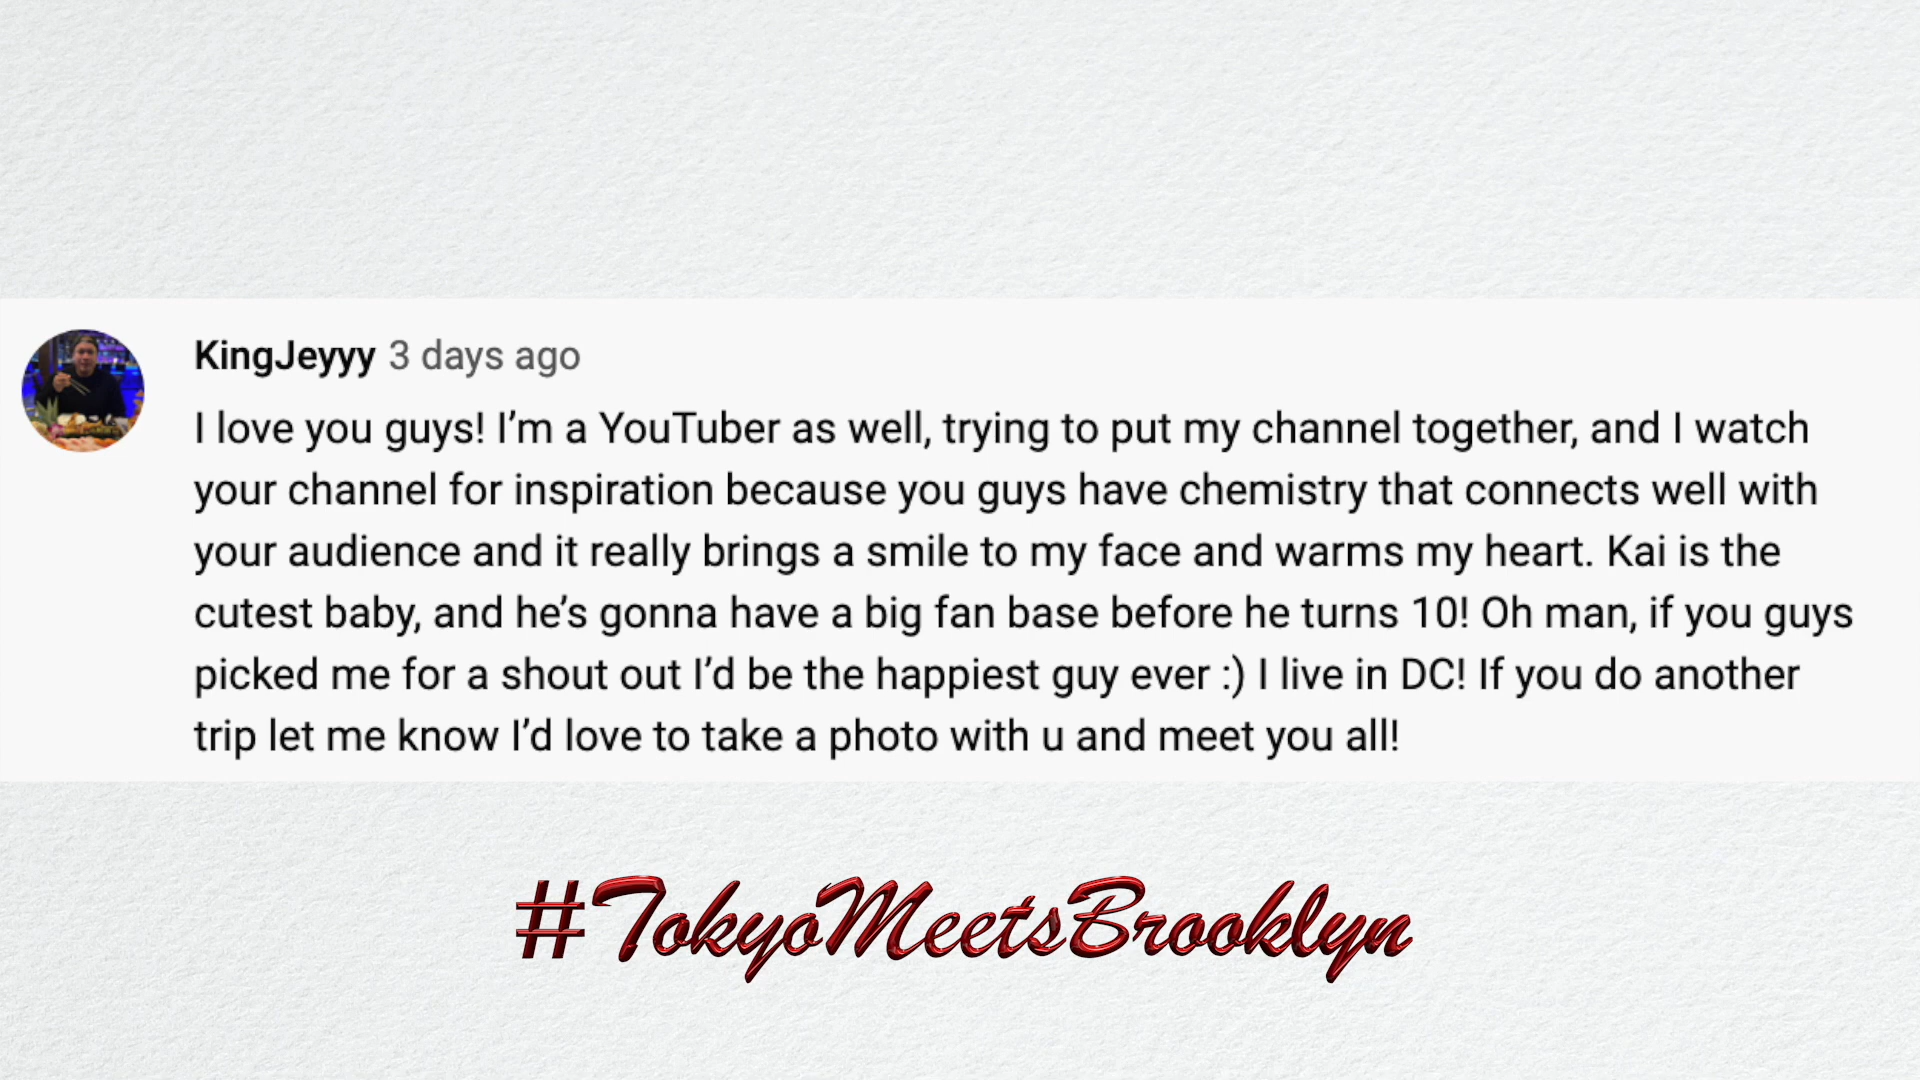 KingJeyyy 3 days ago
I love you guys! I’m a YouTuber as well, trying to put my channel together, and I watch
your channel for inspiration because you guys have chemistry that connects well with
your audience and it really brings a smile to my face and warms my heart. Kai is the
cutest baby, and he’s gonna have a big fan base before he turns 10! Oh man, if you guys
picked me for a shout out I’d be the happiest guy ever :) I live in DC! If you do another
trip let me know I’d love to take a photo with u and meet you all!
#TokyoMeetsBrooklyn